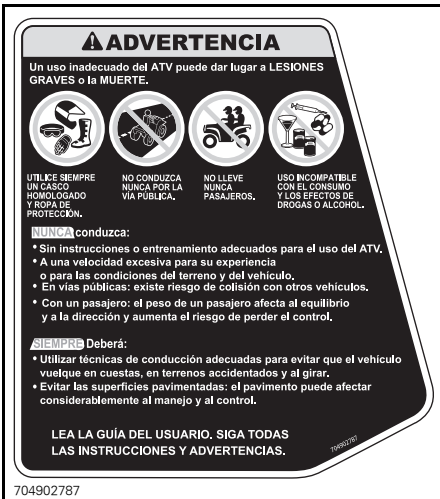 ADVERTENCIA
Un uso inadecuado del ATV puede dar lugar a LESIONES
GRAVES o la MUERTE.
UTILICE SIEMPRE
UN CASCO
HOMOLOGADO
Y ROPA DE
PROTECCIÓN.
NO CONDUZCA
NUNCA POR LA
VÍA PÚBLICA.
NO LLEVE
NUNCA
PASAJEROS.
USO INCOMPATIBLE
CON EL CONSUMO
Y LOS EFECTOS DE
DROGAS O ALCOHOL.
NUNCA conduzca:
• Sin instrucciones o entrenamiento adecuados para el uso del ATV.
• A una velocidad excesiva para su experiencia
o para las condiciones del terreno y del vehículo.
• En vías públicas: existe riesgo de colisión con otros vehículos.
• Con un pasajero: el peso de un pasajero afecta al equilibrio
y a la dirección y aumenta el riesgo de perder el control.
SIEMPRE Deberá:
• Utilizar técnicas de conducción adecuadas para evitar que el vehículo
vuelque en cuestas, en terrenos accidentados y al girar.
• Evitar las superficies pavimentadas: el pavimento puede afectar
considerablemente al manejo y al control.
LEA LA GUÍA DEL USUARIO. SIGA TODAS
LAS INSTRUCCIONES Y ADVERTENCIAS.
704902787
704902787